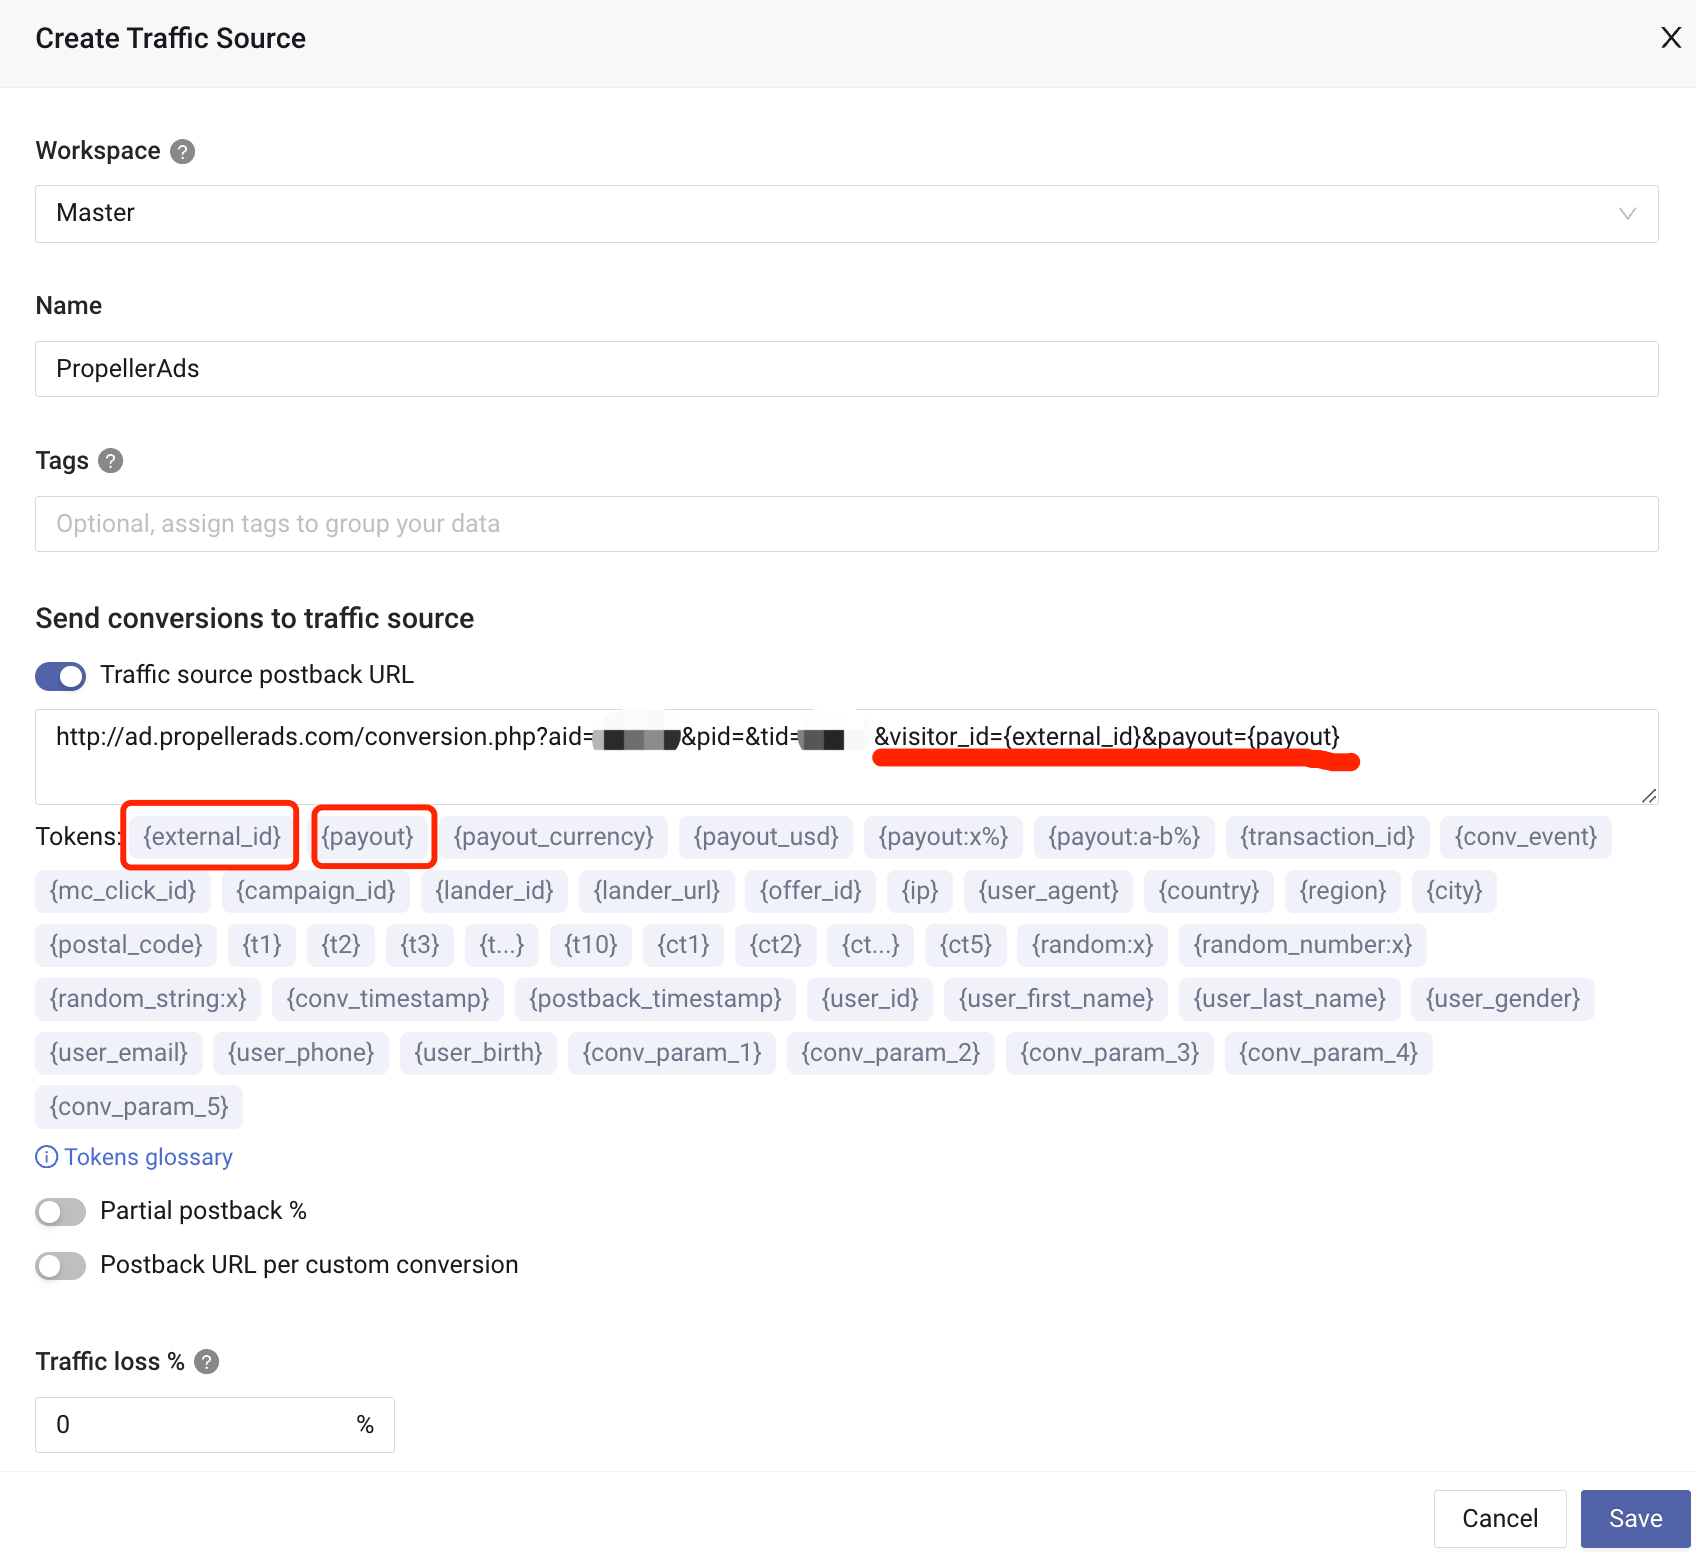 Create Traffic Source
Workspace
Master
Name
PropellerAds
Tags
Optional, assign tags to group your data
Send conversions to traffic source
Traffic source postback URL
http://ad.propellerads.com/conversion.php?aid= &pid=&tid= &visitor_id={external_id}&payout={payout}
Tokens: {external_id} {payout} {payout_currency} {payout_usd} {payout:x%} {payout:a-b%} {transaction_id} {conv_event}
{mc_click_id} {campaign_id} {lander_id} {lander_url} {offer_id} {ip} {user_agent} {country} {region} {city}
{postal_code} {t1} {t2} {t3} {t...} {t10} {ct1} {ct2} {ct...} {ct5} {random:x} {random_number:x}
{random_string:x} {conv_timestamp} {postback_timestamp} {user_id} {user_first_name} {user_last_name} {user_gender}
{user_email} {user_phone} {user_birth} {conv_param_1} {conv_param_2} {conv_param_3} {conv_param_4}
{conv_param_5}
Tokens glossary
Partial postback %
Postback URL per custom conversion
Traffic loss %
0 %
Cancel Save